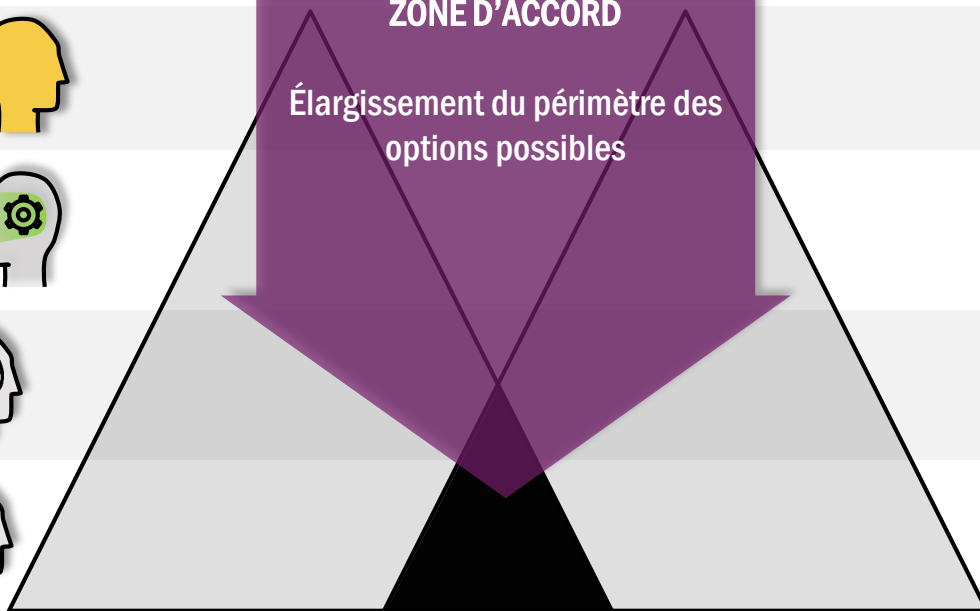 ZONE D'ACCORD
Élargissement du périmètre des
options possibles